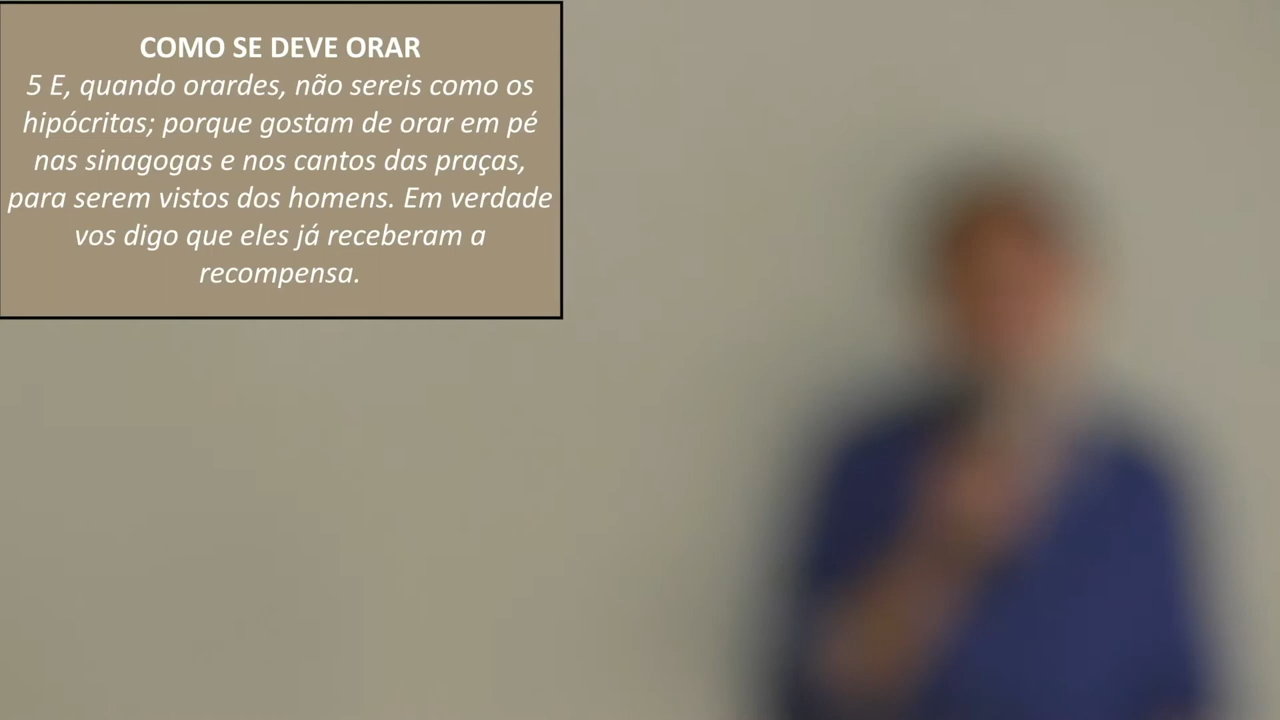 COMO SE DEVE ORAR
5 E, quando orardes, não sereis como os
hipócritas; porque gostam de orar em pé
nas sinagogas e nos cantos das praças,
para serem vistos dos homens. Em verdade
vos digo que eles já receberam a
recompensa.